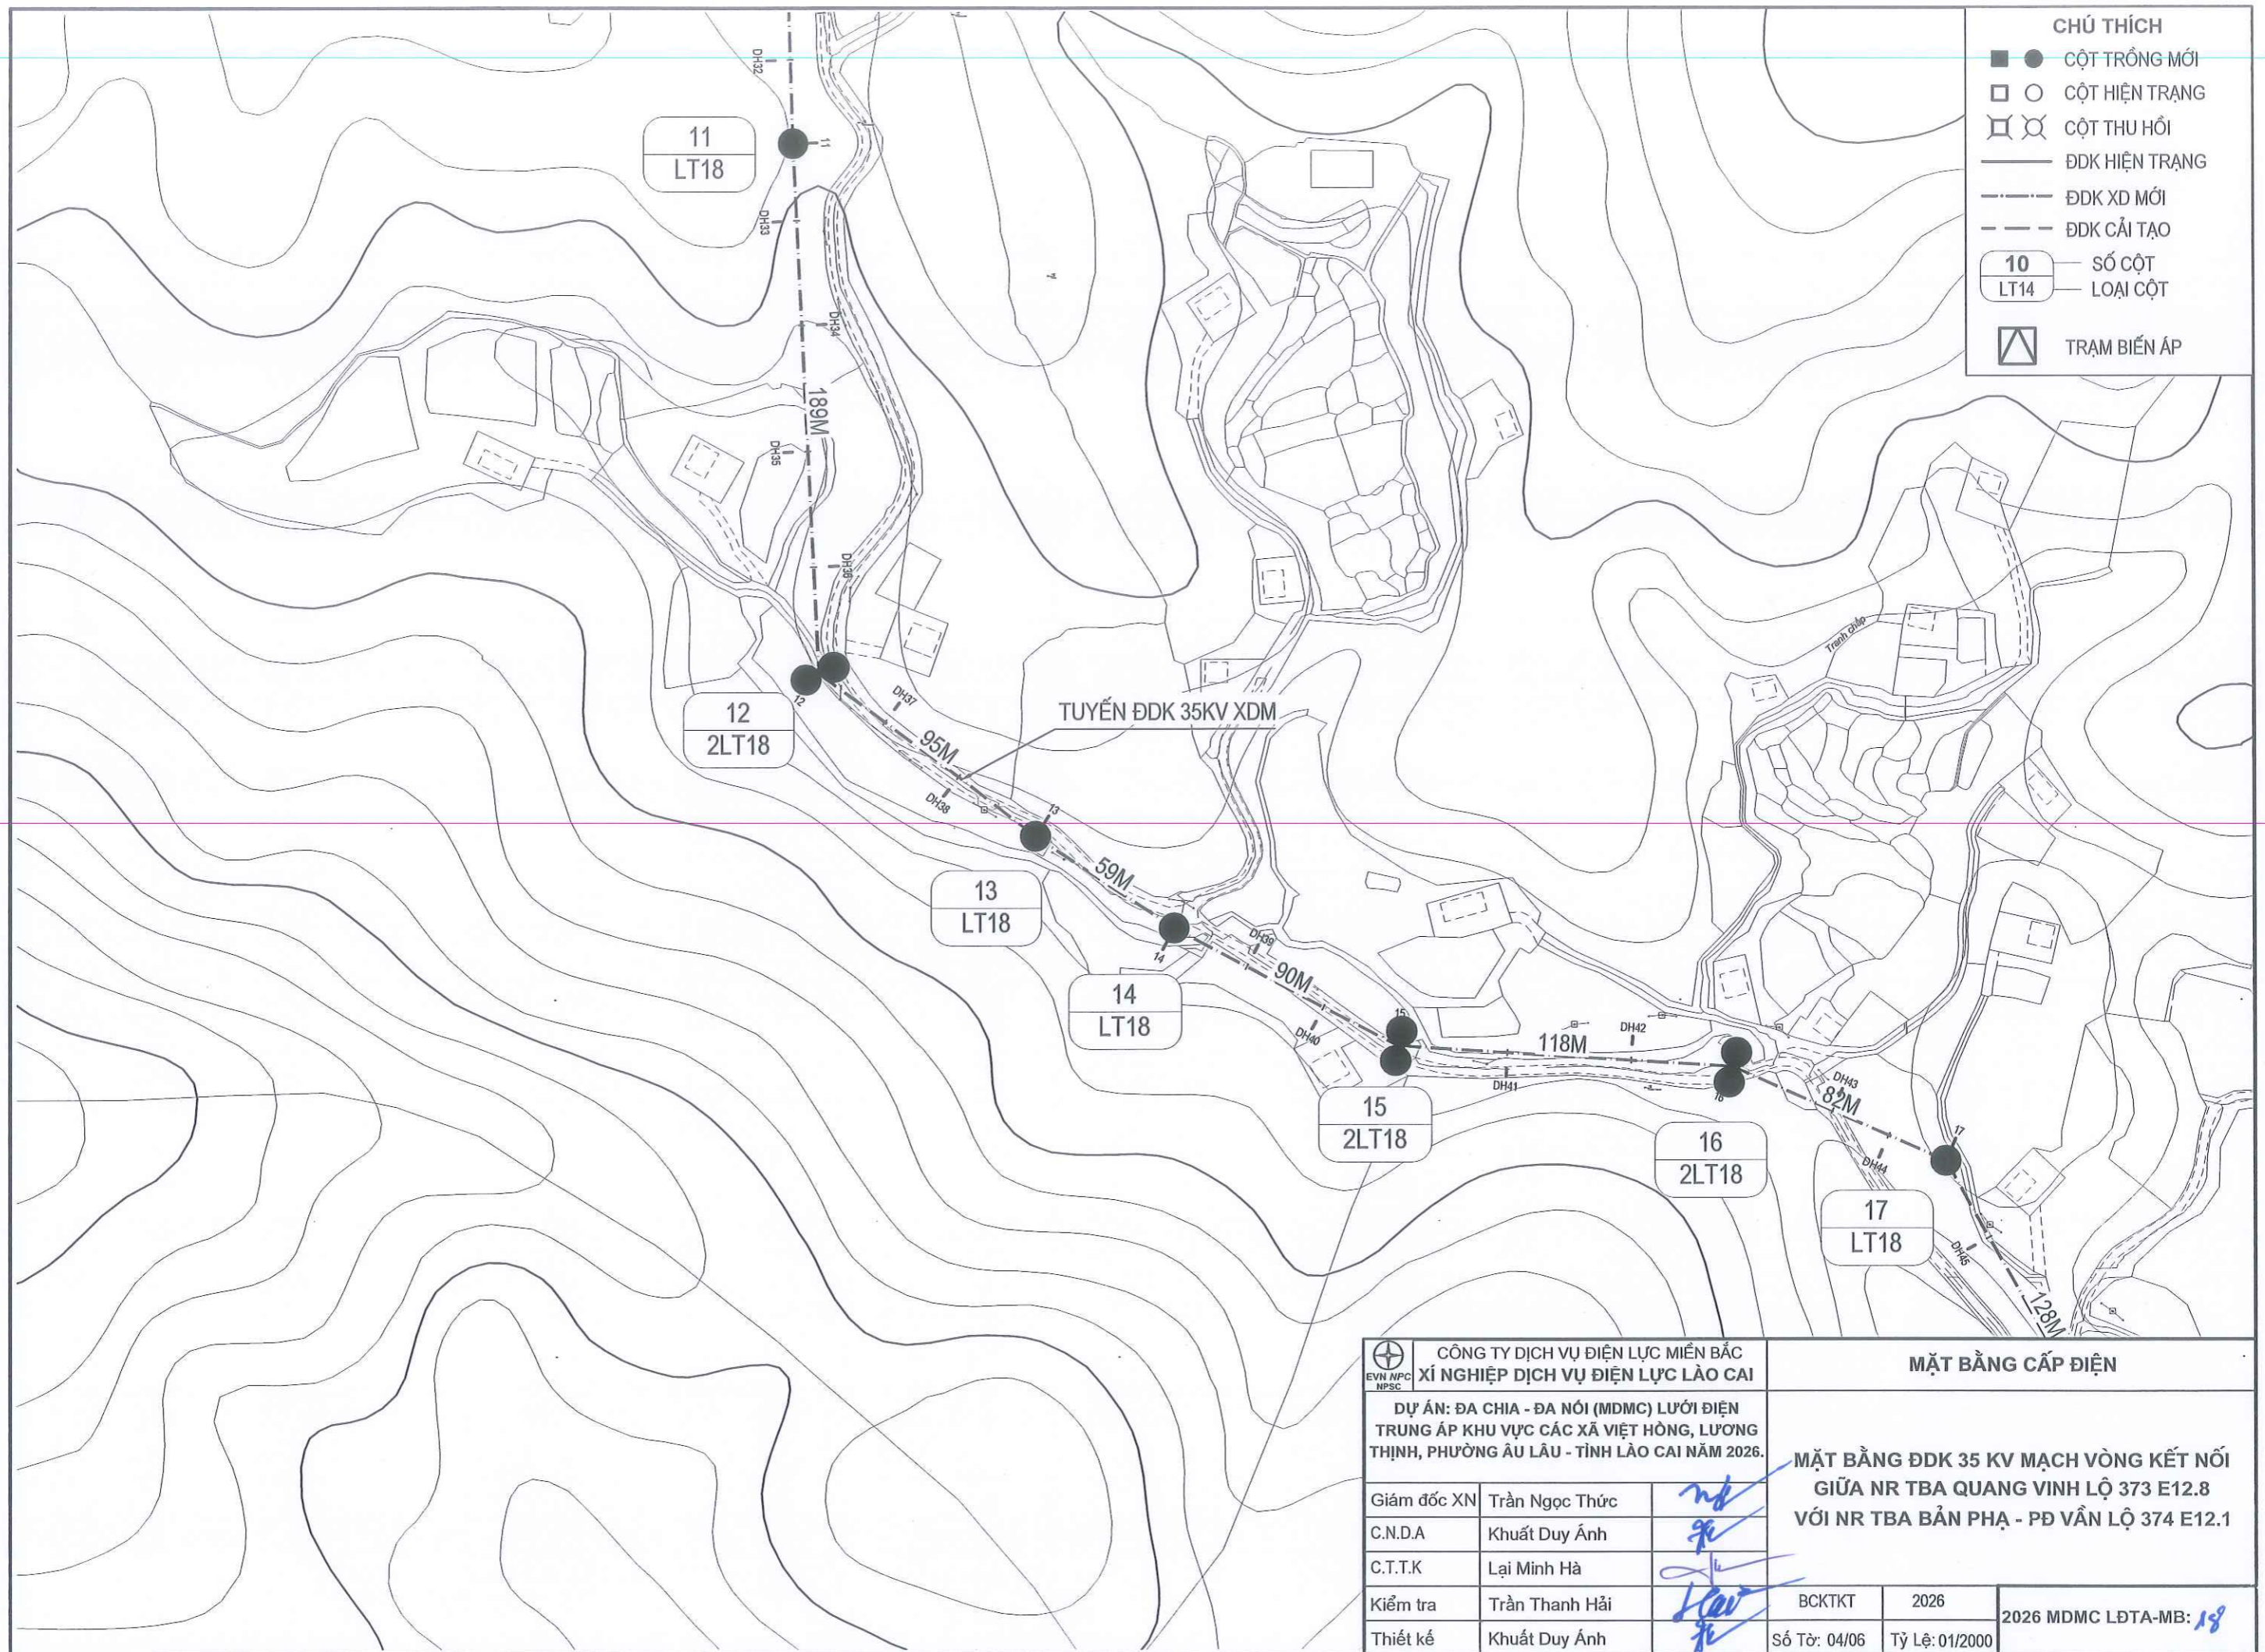 CHÚ THÍCH
CỘT TRỒNG MỚI
CỘT HIỆN TRẠNG
CỘT THU HỒI
ĐDK HIỆN TRẠNG
ĐDK XD MỚI
ĐDK CẢI TẠO
10 SỐ CỘT
LT14 LOẠI CỘT
TRẠM BIẾN ÁP
DH32
11
LT18
11
DH33
DH34
189M
DH35
DH36
12
12
2LT18
DH37
TUYẾN ĐDK 35KV XDM
95M
DH38
13
13
LT18
59M
14
14
LT18
DH39
90M
DH40
15
15
2LT18
118M
DH41
DH42
16
16
2LT18
Tranh chấp
DH43
82M
DH44
17
17
LT18
DH45
128M
EVN NPC
NPSC
CÔNG TY DỊCH VỤ ĐIỆN LỰC MIỀN BẮC
XÍ NGHIỆP DỊCH VỤ ĐIỆN LỰC LÀO CAI
DỰ ÁN: ĐA CHIA - ĐA NỐI (MDMC) LƯỚI ĐIỆN
TRUNG ÁP KHU VỰC CÁC XÃ VIỆT HỒNG, LƯƠNG
THỊNH, PHƯỜNG ÂU LÂU - TỈNH LÀO CAI NĂM 2026.
Giám đốc XN Trần Ngọc Thức
C.N.D.A Khuất Duy Ánh
C.T.T.K Lại Minh Hà
Kiểm tra Trần Thanh Hải
Thiết kế Khuất Duy Ánh
MẶT BẰNG CẤP ĐIỆN
MẶT BẰNG ĐDK 35 KV MẠCH VÒNG KẾT NỐI
GIỮA NR TBA QUANG VINH LỘ 373 E12.8
VỚI NR TBA BẢN PHẠ - PĐ VẦN LỘ 374 E12.1
BCKTKT 2026
Số Tờ: 04/06 Tỷ Lệ: 01/2000
2026 MDMC LĐTA-MB: 18